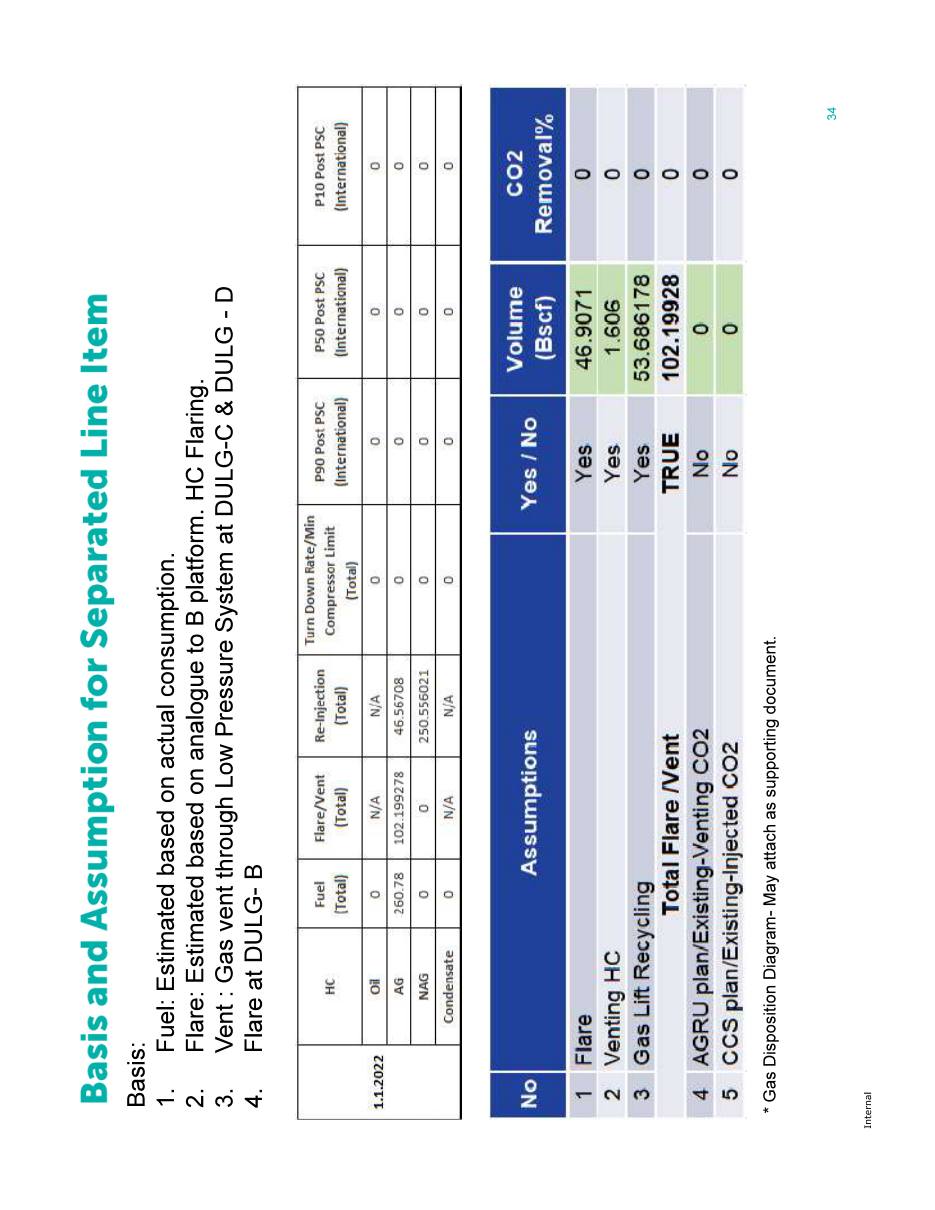 Basis and Assumption for Separated Line Item
Basis:
1. Fuel: Estimated based on actual consumption.
2. Flare: Estimated based on analogue to B platform. HC Flaring.
3. Vent : Gas vent through Low Pressure System at DULG-C & DULG - D
4. Flare at DULG- B
HC Fuel (Total) Flare/Vent (Total) Re-Injection (Total) Turn Down Rate/Min Compressor Limit (Total) P90 Post PSC (International) P50 Post PSC (International) P10 Post PSC (International)
1.1.2022
Oil 0 N/A N/A 0 0 0 0
AG 260.78 102.199278 46.56708 0 0 0 0
NAG 0 0 250.556021 0 0 0 0
Condensate 0 N/A N/A 0 0 0 0
No Assumptions Yes / No Volume (Bscf) CO2 Removal%
1 Flare Yes 46.9071 0
2 Venting HC Yes 1.606 0
3 Gas Lift Recycling Yes 53.686178 0
Total Flare /Vent TRUE 102.19928 0
4 AGRU plan/Existing-Venting CO2 No 0 0
5 CCS plan/Existing-Injected CO2 No 0 0
* Gas Disposition Diagram- May attach as supporting document.
34
Internal